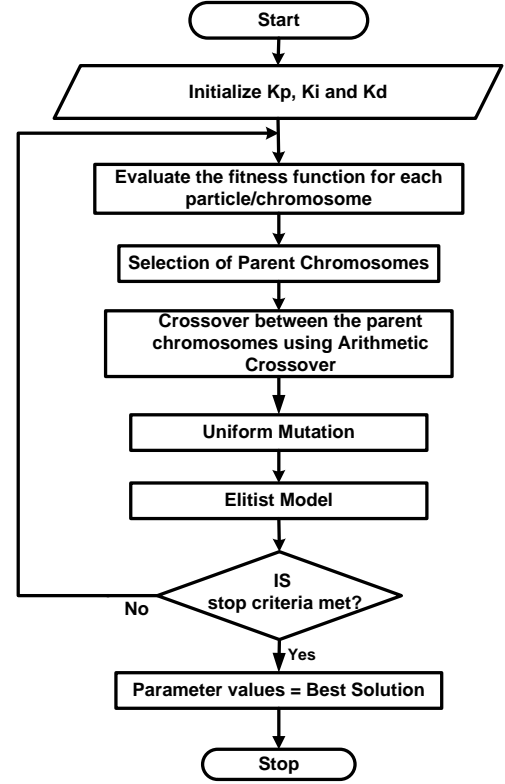 Start
Initialize Kp, Ki and Kd
Evaluate the fitness function for each
particle/chromosome
Selection of Parent Chromosomes
Crossover between the parent
chromosomes using Arithmetic
Crossover
Uniform Mutation
Elitist Model
IS
stop criteria met?
No
Yes
Parameter values = Best Solution
Stop